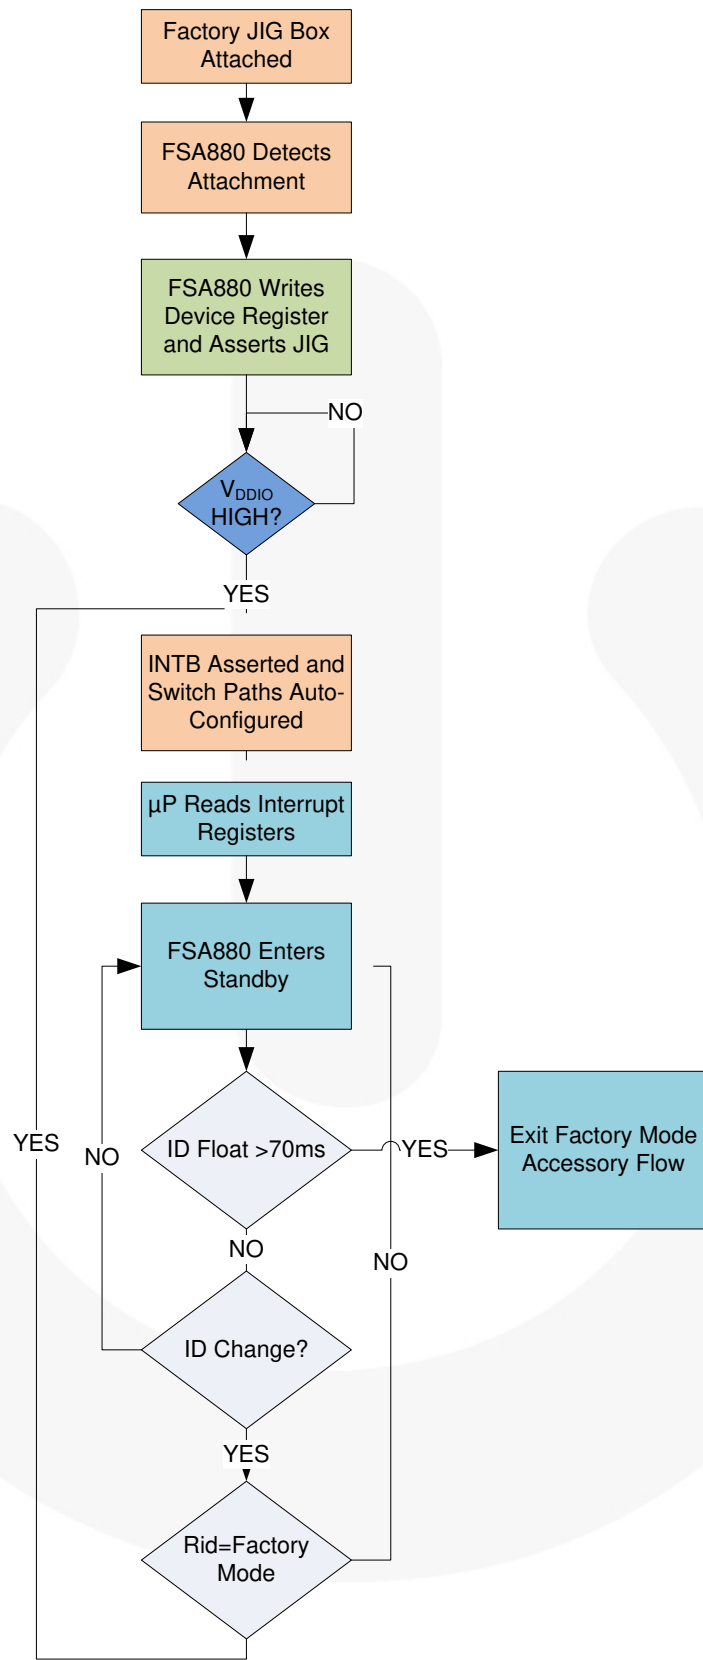 Factory JIG Box
Attached
FSA880 Detects
Attachment
FSA880 Writes
Device Register
and Asserts JIG
NO
VDDIO
HIGH?
YES
INTB Asserted and
Switch Paths Auto-
Configured
µP Reads Interrupt
Registers
FSA880 Enters
Standby
YES
NO
ID Float >70ms
YES
Exit Factory Mode
Accessory Flow
NO
NO
ID Change?
YES
Rid=Factory
Mode